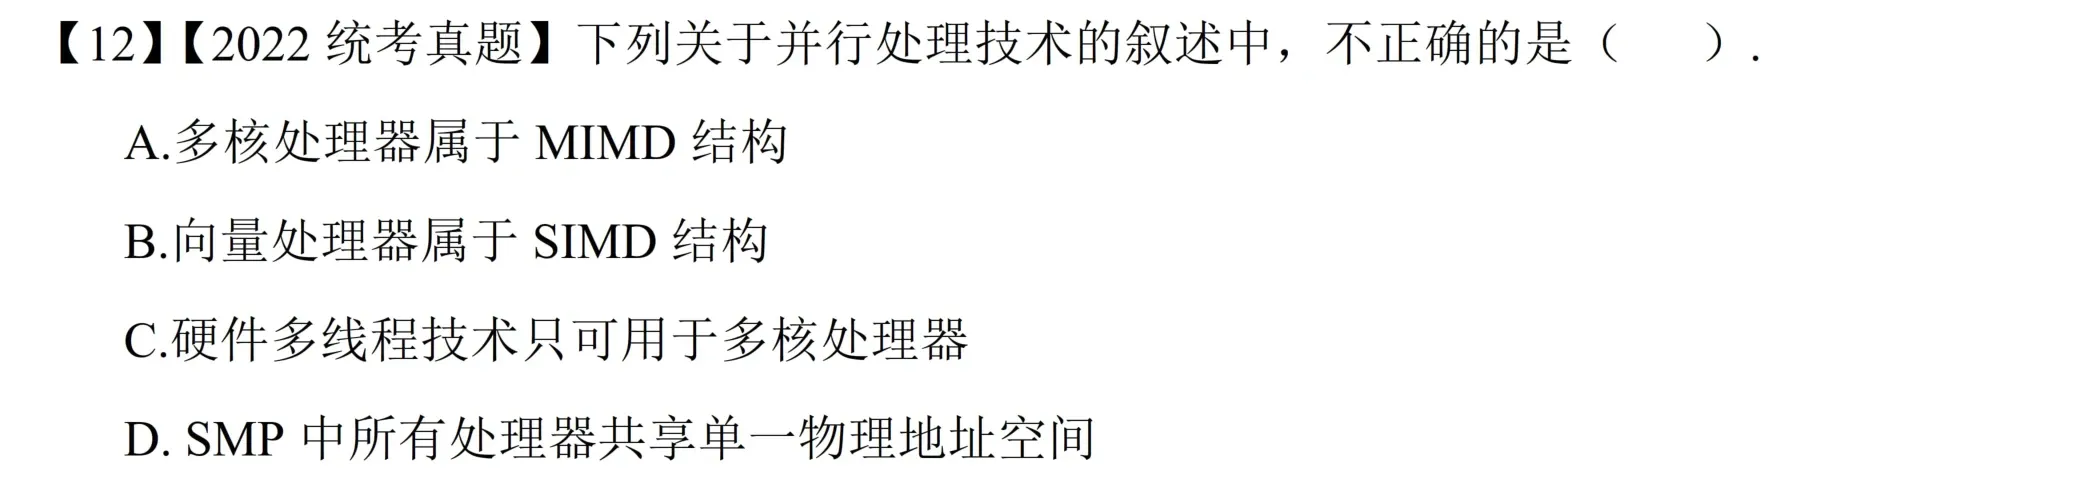 【12】【2022 统考真题】下列关于并行处理技术的叙述中，不正确的是（    ）.
A.多核处理器属于 MIMD 结构
B.向量处理器属于 SIMD 结构
C.硬件多线程技术只可用于多核处理器
D. SMP 中所有处理器共享单一物理地址空间